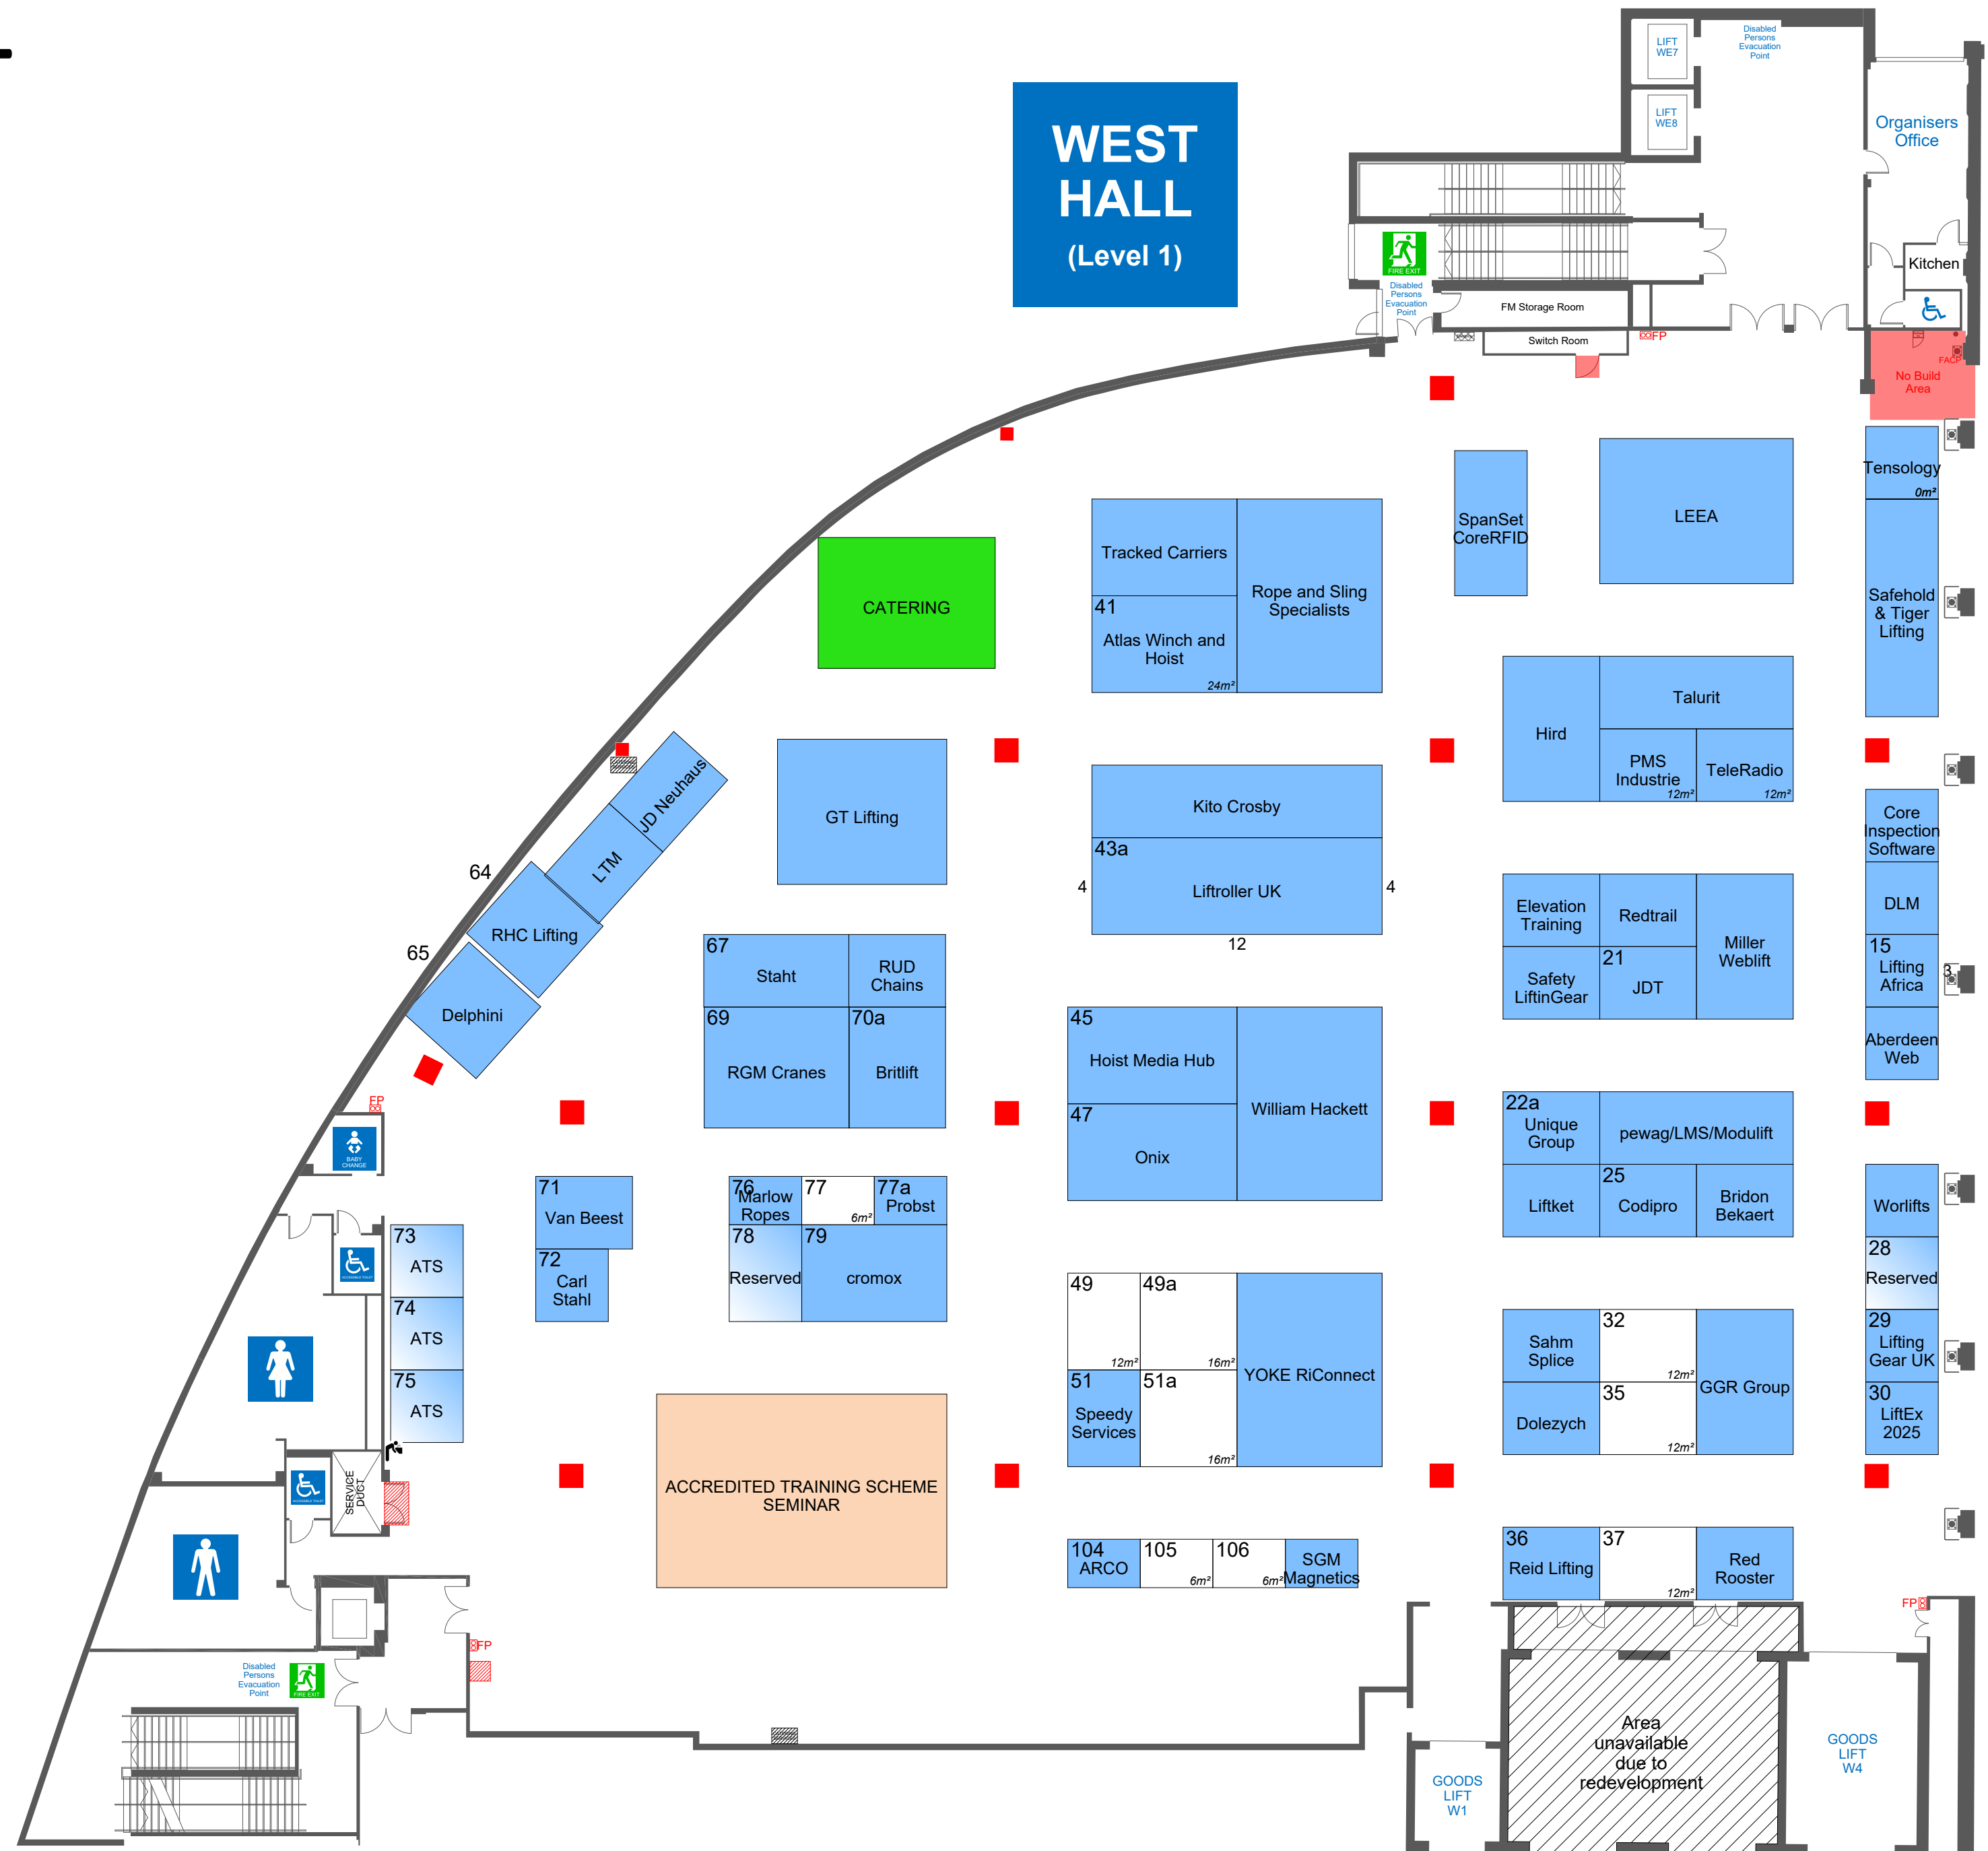 WEST
HALL
(Level 1)
LIFT
WE7
Disabled
Persons
Evacuation
Point
LIFT
WE8
Organisers
Office
Kitchen
FIRE EXIT
Disabled
Persons
Evacuation
Point
FM Storage Room
Switch Room
FP
FACP
No Build
Area
Tensology
0m²
SpanSet
CoreRFID
LEEA
Safehold
& Tiger
Lifting
Tracked Carriers
41
Atlas Winch and
Hoist
24m²
Rope and Sling
Specialists
CATERING
Hird
Talurit
PMS
Industrie
12m²
TeleRadio
12m²
JD Neuhaus
LTM
64
RHC Lifting
65
Delphini
GT Lifting
Kito Crosby
43a
Liftroller UK
4
4
12
Core
Inspection
Software
DLM
15
Lifting
Africa
3
Aberdeen
Web
Elevation
Training
Redtrail
Miller
Weblift
Safety
LiftinGear
21
JDT
67
Staht
RUD
Chains
69
RGM Cranes
70a
Britlift
45
Hoist Media Hub
47
Onix
William Hackett
22a
Unique
Group
pewag/LMS/Modulift
Liftket
25
Codipro
Bridon
Bekaert
FP
BABY
CHANGE
71
Van Beest
72
Carl
Stahl
76
Marlow
Ropes
77
6m²
77a
Probst
78
Reserved
79
cromox
73
ATS
74
ATS
75
ATS
49
12m²
49a
16m²
51
Speedy
Services
51a
16m²
YOKE RiConnect
Sahm
Splice
32
12m²
Dolezych
35
12m²
GGR Group
Worlifts
28
Reserved
29
Lifting
Gear UK
30
LiftEx
2025
SERVICE
DUCT
ACCREDITED TRAINING SCHEME
SEMINAR
104
ARCO
105
6m²
106
6m²
SGM
Magnetics
36
Reid Lifting
37
12m²
Red
Rooster
FP
FP
Disabled
Persons
Evacuation
Point
FIRE EXIT
Area
unavailable
due to
redevelopment
GOODS
LIFT
W1
GOODS
LIFT
W4